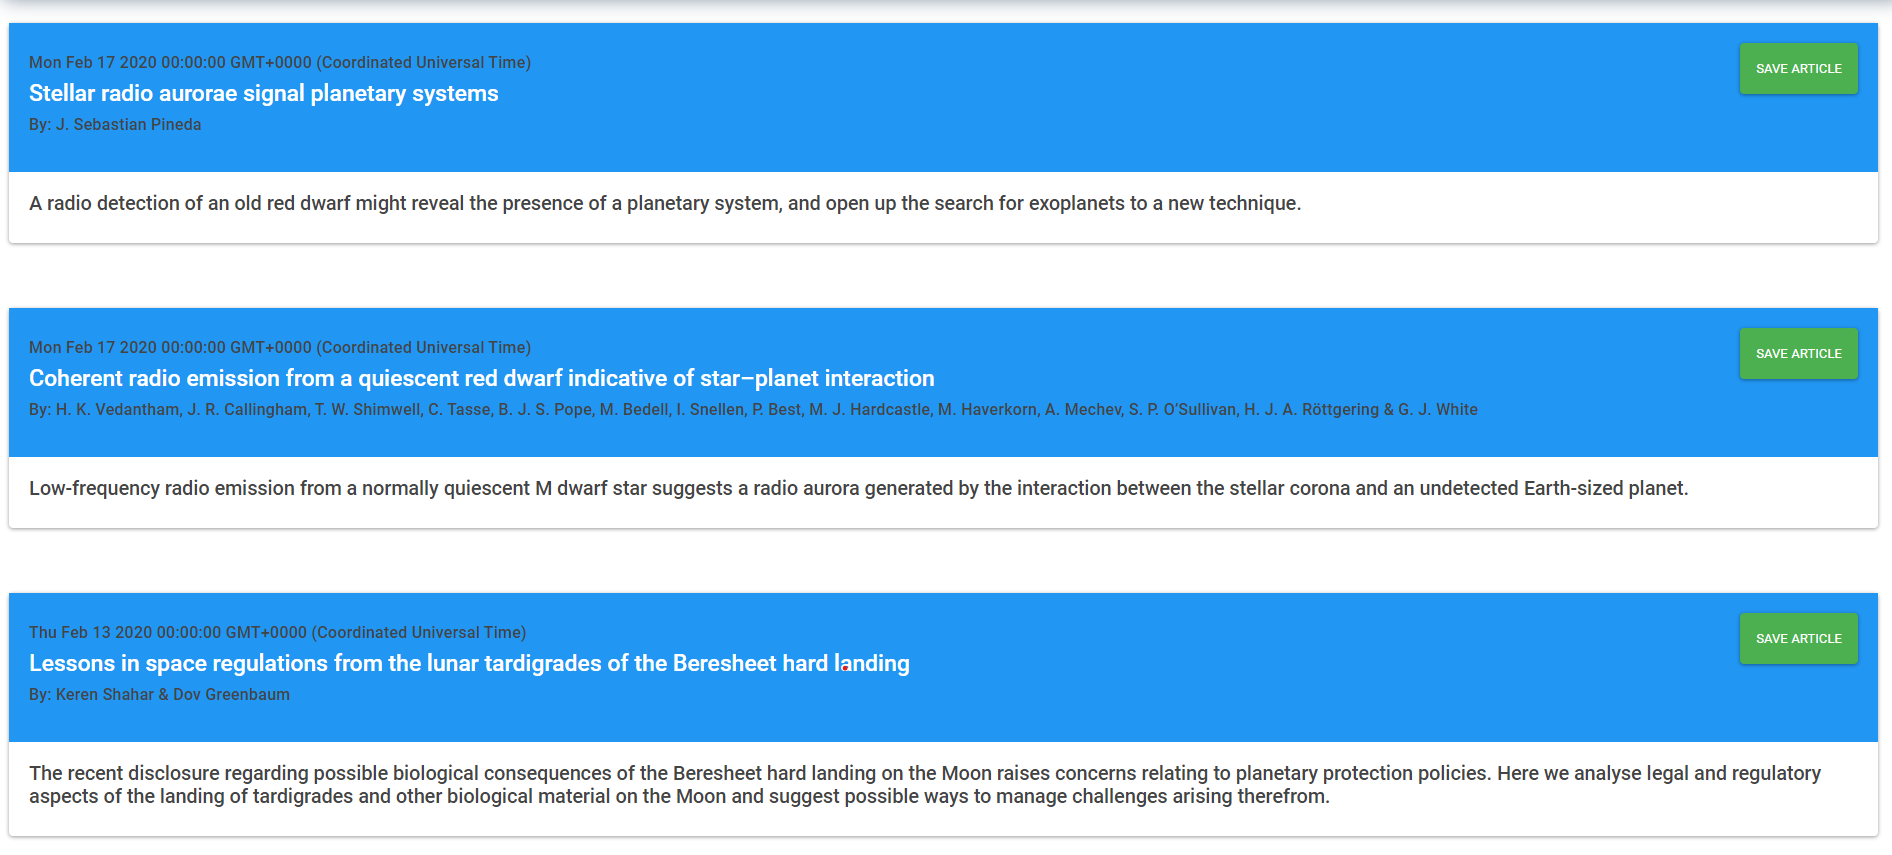 Mon Feb 17 2020 00:00:00 GMT+0000 (Coordinated Universal Time)
SAVE ARTICLE
Stellar radio aurorae signal planetary systems
By: J. Sebastian Pineda
A radio detection of an old red dwarf might reveal the presence of a planetary system, and open up the search for exoplanets to a new technique.
Mon Feb 17 2020 00:00:00 GMT+0000 (Coordinated Universal Time)
SAVE ARTICLE
Coherent radio emission from a quiescent red dwarf indicative of star–planet interaction
By: H. K. Vedantham, J. R. Callingham, T. W. Shimwell, C. Tasse, B. J. S. Pope, M. Bedell, I. Snellen, P. Best, M. J. Hardcastle, M. Haverkorn, A. Mechev, S. P. O’Sullivan, H. J. A. Röttgering & G. J. White
Low-frequency radio emission from a normally quiescent M dwarf star suggests a radio aurora generated by the interaction between the stellar corona and an undetected Earth-sized planet.
Thu Feb 13 2020 00:00:00 GMT+0000 (Coordinated Universal Time)
SAVE ARTICLE
Lessons in space regulations from the lunar tardigrades of the Beresheet hard landing
By: Keren Shahar & Dov Greenbaum
The recent disclosure regarding possible biological consequences of the Beresheet hard landing on the Moon raises concerns relating to planetary protection policies. Here we analyse legal and regulatory
aspects of the landing of tardigrades and other biological material on the Moon and suggest possible ways to manage challenges arising therefrom.